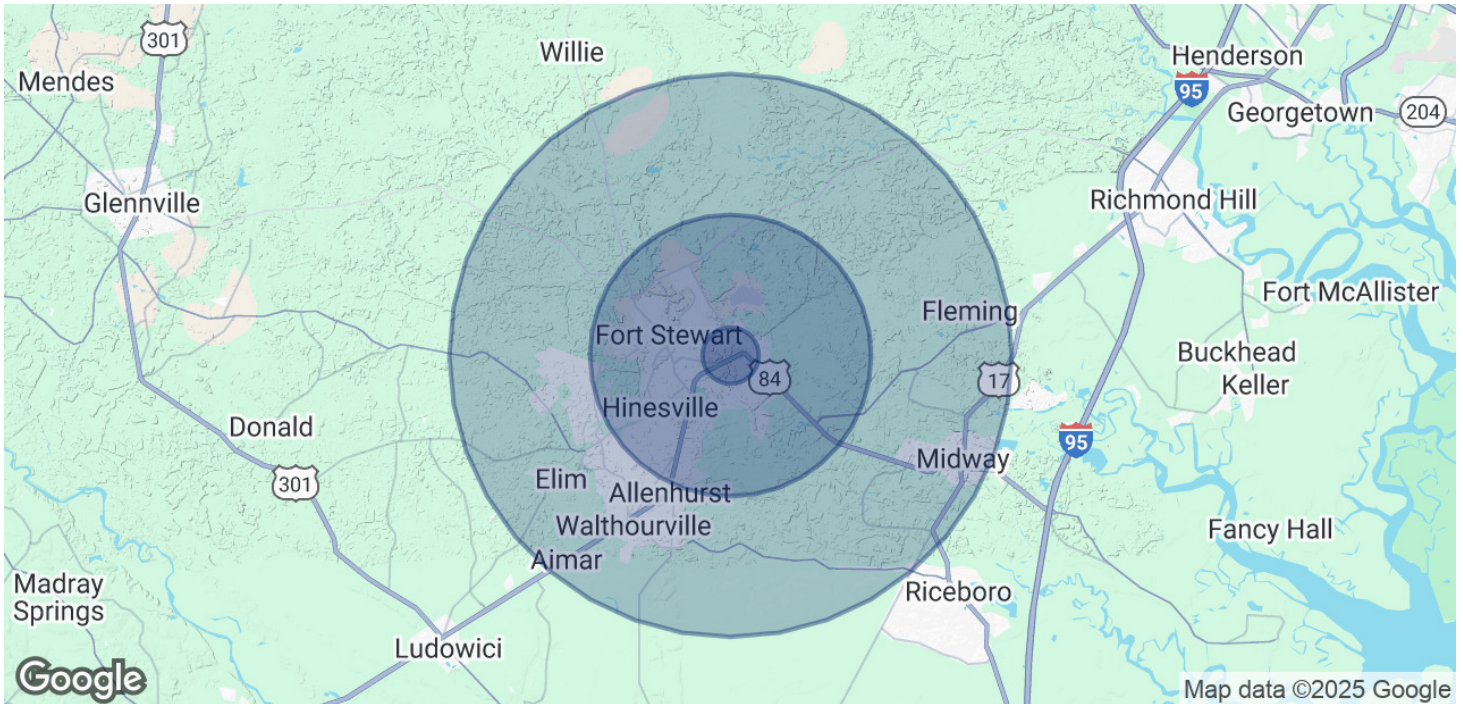 301
Willie
Henderson
Mendes
95
Georgetown
204
Glennville
Richmond Hill
Fort McAllister
Fleming
Fort Stewart
Buckhead
84
17
Keller
Hinesville
Donald
95
Midway
301
Elim
Allenhurst
Walthourville
Fancy Hall
Aimar
Madray
Springs
Riceboro
Ludowici
Google
Map data ©2025 Google